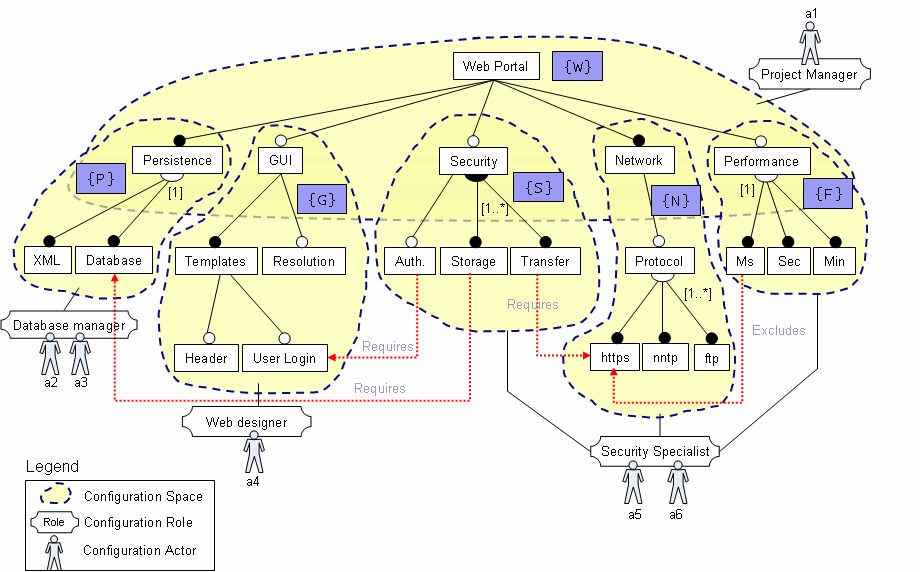 a1
Web Portal
{W}
Project Manager
Persistence
GUI
Security
Network
Performance
{P}
[1]
{G}
[1..*]
{S}
{N}
[1]
{F}
XML
Database
Templates
Resolution
Auth.
Storage
Transfer
Protocol
Ms
Sec
Min
[1..*]
Requires
Database manager
Excludes
Requires
Header
User Login
https
nntp
ftp
a2
a3
Requires
Web designer
Security Specialist
Legend
a4
Configuration Space
a5
a6
Role
Configuration Role
Configuration Actor